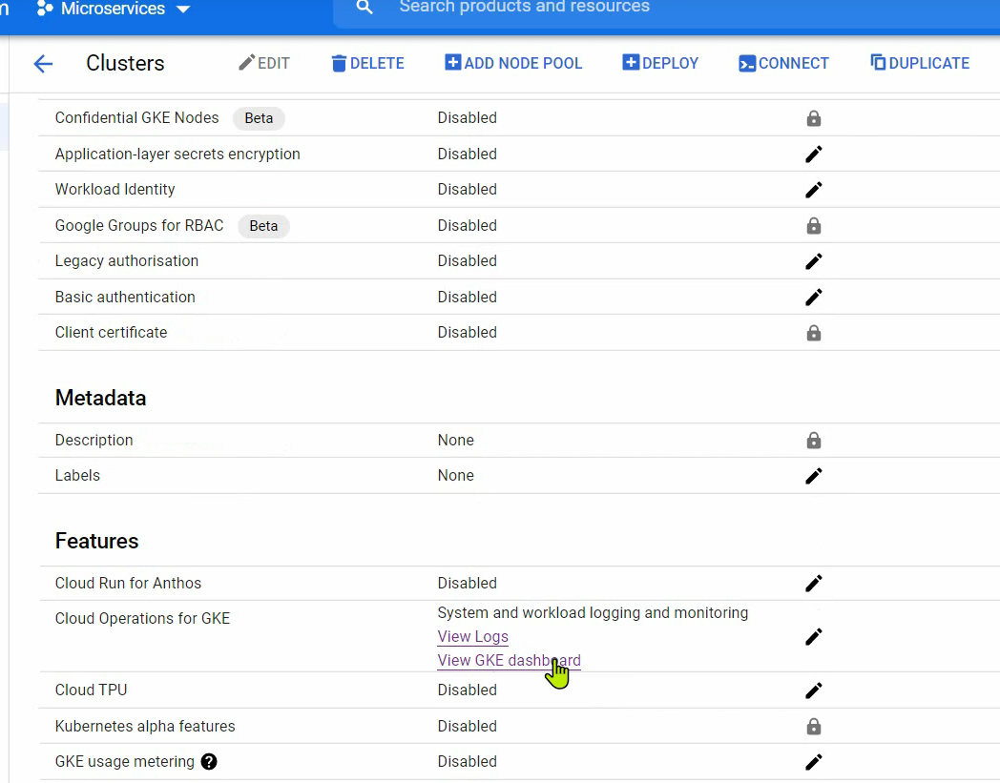 Microservices
Search products and resources
Clusters EDIT DELETE ADD NODE POOL DEPLOY CONNECT DUPLICATE
Confidential GKE Nodes Beta Disabled
Application-layer secrets encryption Disabled
Workload Identity Disabled
Google Groups for RBAC Beta Disabled
Legacy authorisation Disabled
Basic authentication Disabled
Client certificate Disabled
Metadata
Description None
Labels None
Features
Cloud Run for Anthos Disabled
Cloud Operations for GKE System and workload logging and monitoring
View Logs
View GKE dashboard
Cloud TPU Disabled
Kubernetes alpha features Disabled
GKE usage metering Disabled